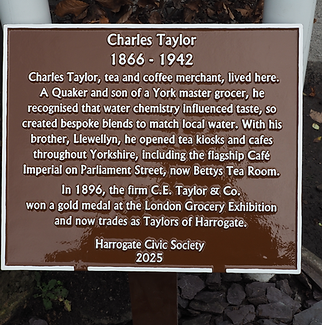 Charles Taylor
1866 - 1942
Charles Taylor, tea and coffee merchant, lived here.
A Quaker and son of a York master grocer, he
recognised that water chemistry influenced taste, so
created bespoke blends to match local water. With his
brother, Llewellyn, he opened tea kiosks and cafes
throughout Yorkshire, including the flagship Café
Imperial on Parliament Street, now Bettys Tea Room.
In 1896, the firm C.E. Taylor & Co.
won a gold medal at the London Grocery Exhibition
and now trades as Taylors of Harrogate.
Harrogate Civic Society
2025